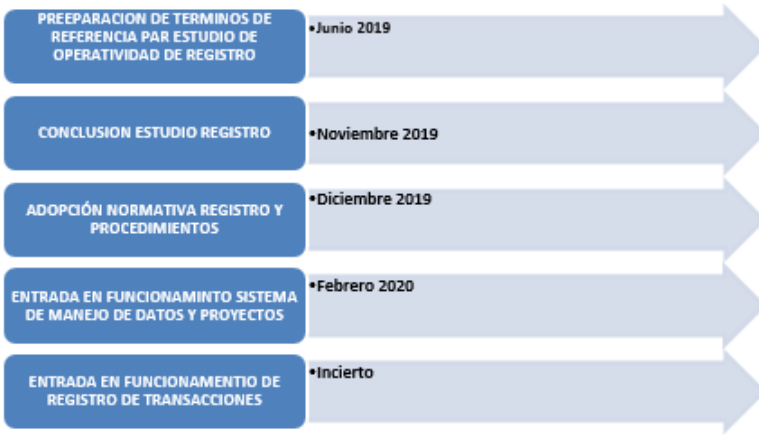 PREEPARACION DE TERMINOS DE
REFERENCIA PAR ESTUDIO DE
OPERATIVIDAD DE REGISTRO
•Junio 2019
CONCLUSION ESTUDIO REGISTRO
•Noviembre 2019
ADOPCIÓN NORMATIVA REGISTRO Y
PROCEDIMIENTOS
•Diciembre 2019
ENTRADA EN FUNCIONAMINTO SISTEMA
DE MANEJO DE DATOS Y PROYECTOS
•Febrero 2020
ENTRADA EN FUNCIONAMENTIO DE
REGISTRO DE TRANSACCIONES
•Incierto